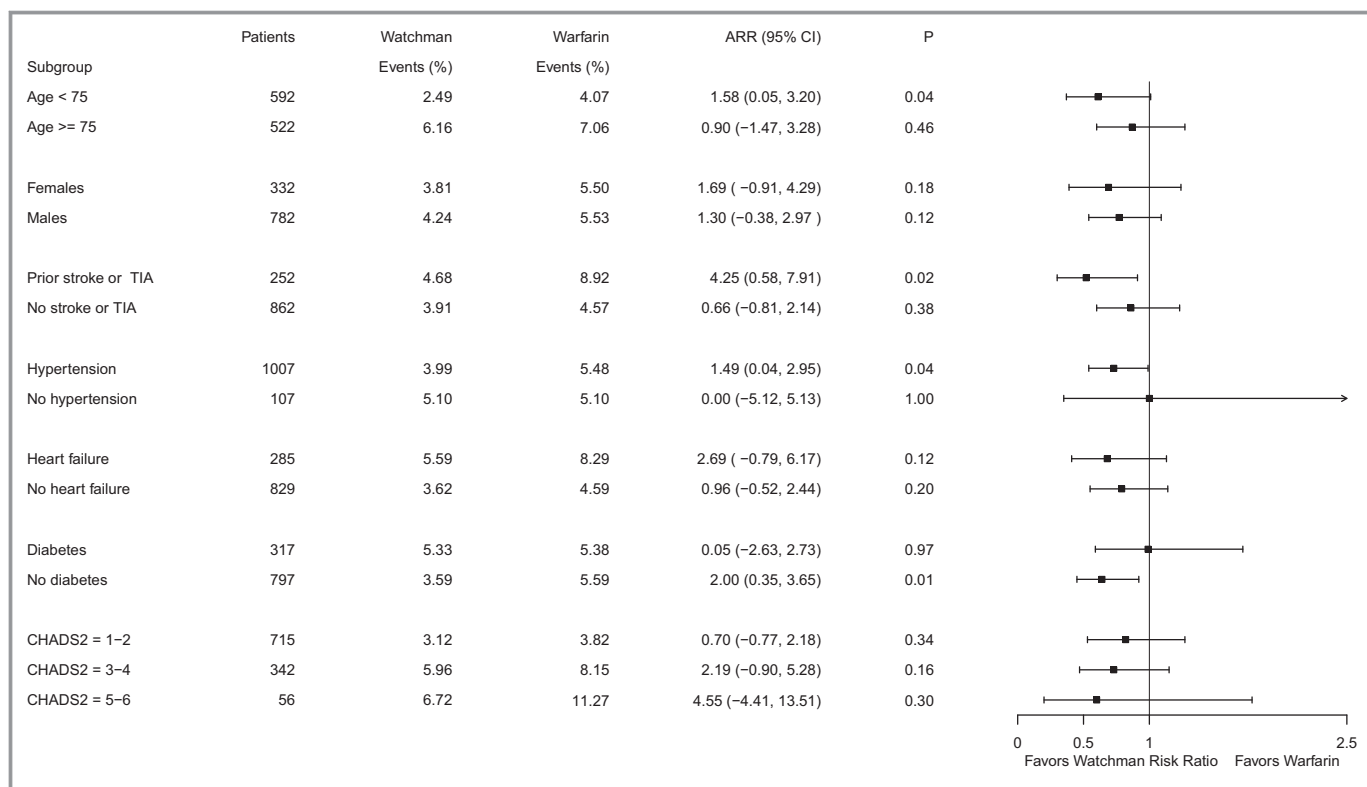 Patients Watchman Warfarin ARR (95% CI) P
Subgroup Events (%) Events (%)
Age < 75 592 2.49 4.07 1.58 (0.05, 3.20) 0.04
Age >= 75 522 6.16 7.06 0.90 (−1.47, 3.28) 0.46
Females 332 3.81 5.50 1.69 ( −0.91, 4.29) 0.18
Males 782 4.24 5.53 1.30 (−0.38, 2.97 ) 0.12
Prior stroke or TIA 252 4.68 8.92 4.25 (0.58, 7.91) 0.02
No stroke or TIA 862 3.91 4.57 0.66 (−0.81, 2.14) 0.38
Hypertension 1007 3.99 5.48 1.49 (0.04, 2.95) 0.04
No hypertension 107 5.10 5.10 0.00 (−5.12, 5.13) 1.00
Heart failure 285 5.59 8.29 2.69 ( −0.79, 6.17) 0.12
No heart failure 829 3.62 4.59 0.96 (−0.52, 2.44) 0.20
Diabetes 317 5.33 5.38 0.05 (−2.63, 2.73) 0.97
No diabetes 797 3.59 5.59 2.00 (0.35, 3.65) 0.01
CHADS2 = 1−2 715 3.12 3.82 0.70 (−0.77, 2.18) 0.34
CHADS2 = 3−4 342 5.96 8.15 2.19 (−0.90, 5.28) 0.16
CHADS2 = 5−6 56 6.72 11.27 4.55 (−4.41, 13.51) 0.30
0 0.5 1 2.5
Favors Watchman Risk Ratio Favors Warfarin